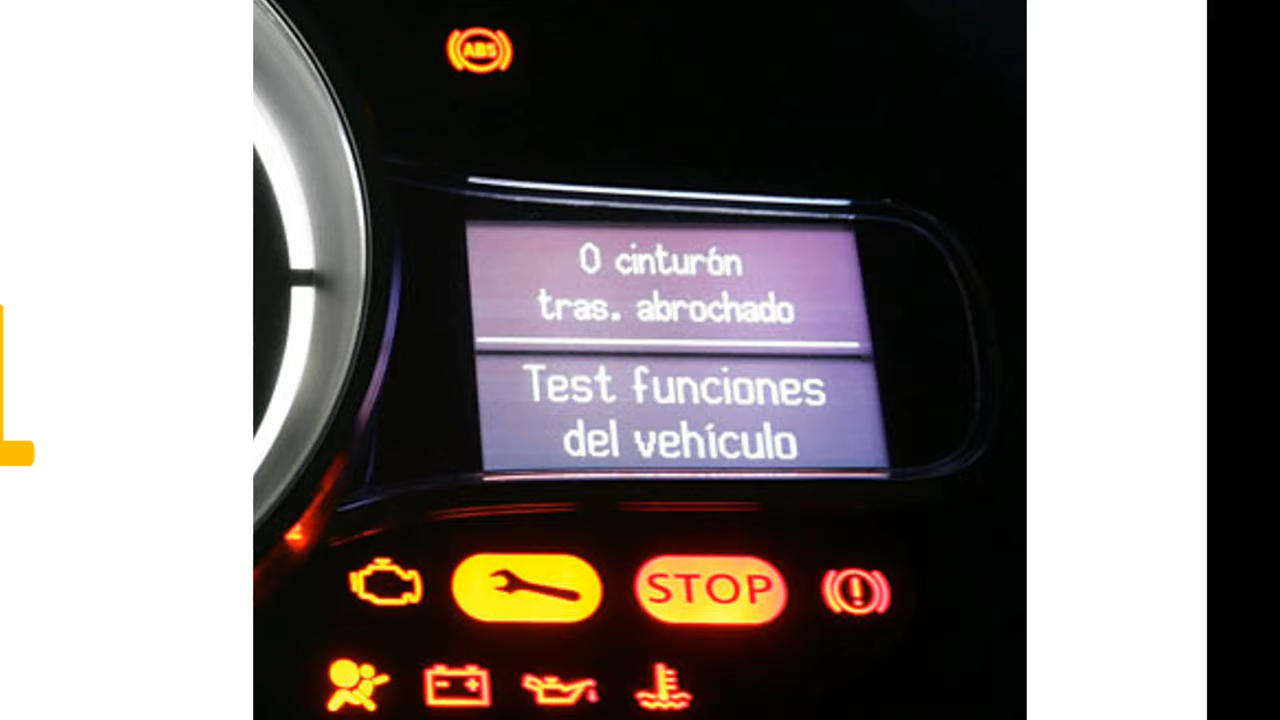 ABS
0 cinturón
tras. abrochado
Test funciones
del vehículo
STOP